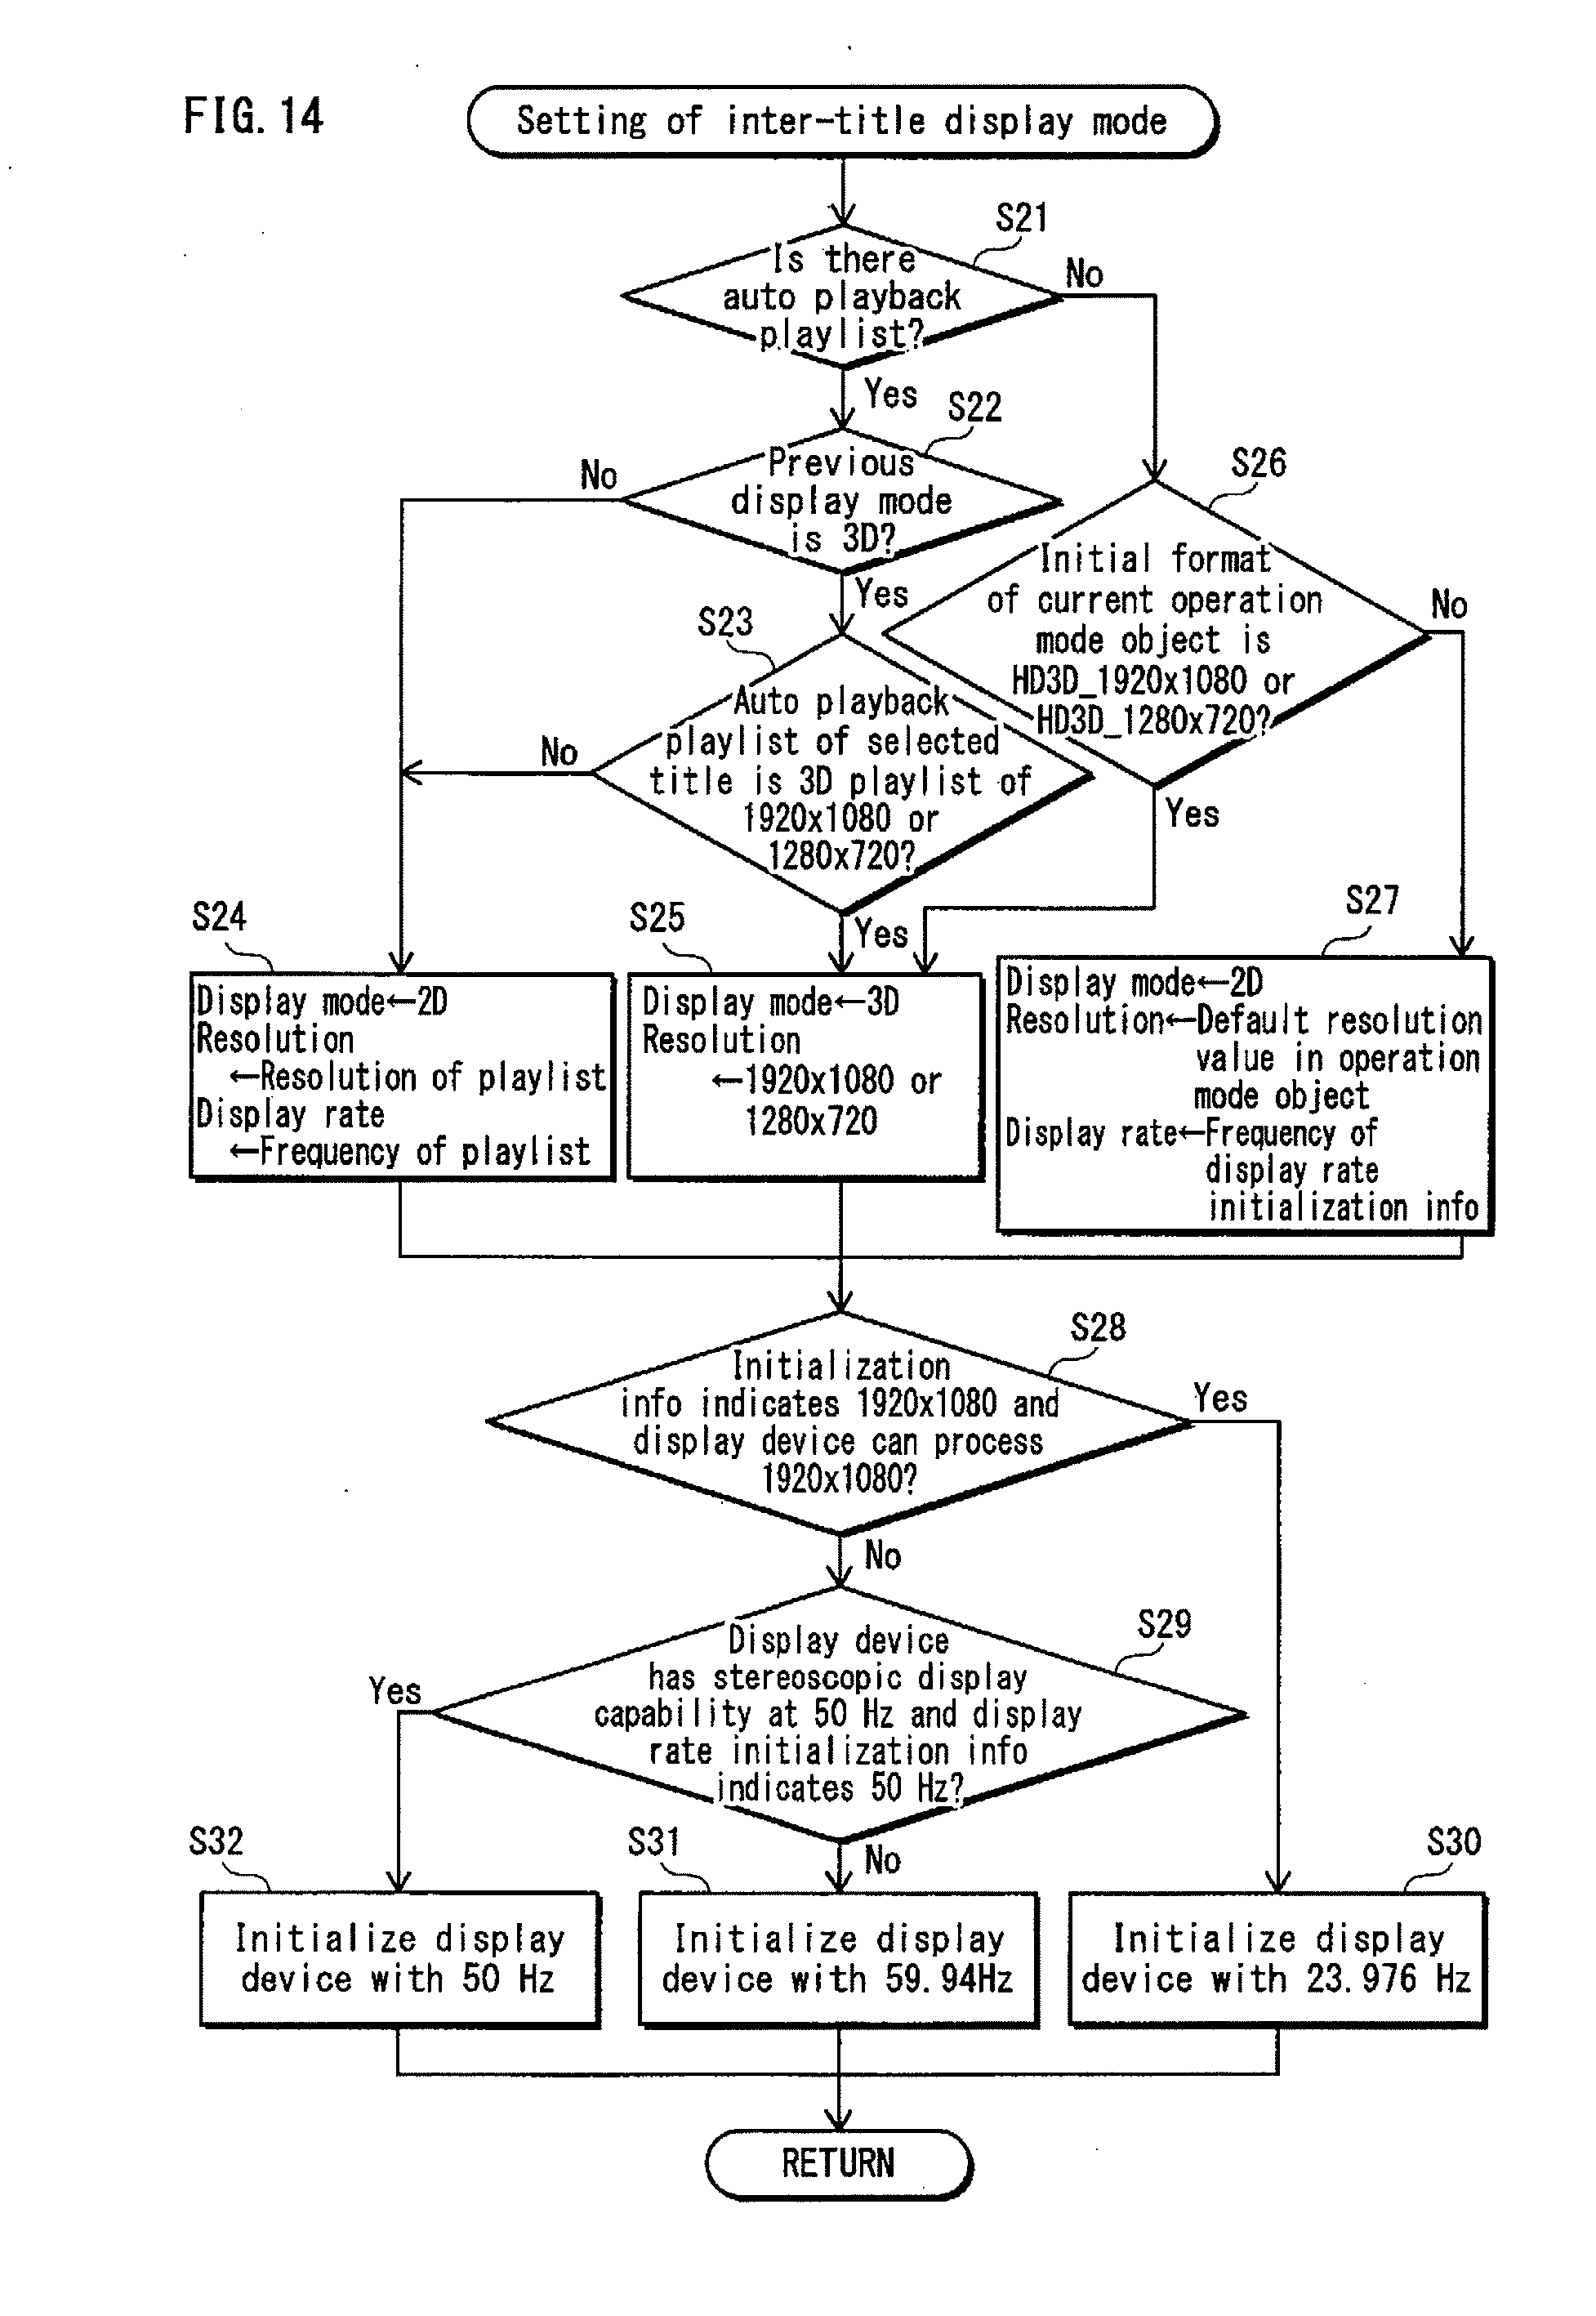 FIG. 14
Setting of inter-title display mode
S21
Is there
auto playback
playlist?
No
Yes
S22
Previous
display mode
is 3D?
No
Yes
S26
Initial format
of current operation
mode object is
HD3D_1920x1080 or
HD3D_1280x720?
No
Yes
S23
Auto playback
playlist of selected
title is 3D playlist of
1920x1080 or
1280x720?
No
Yes
S24
Display mode←2D
Resolution
←Resolution of playlist
Display rate
←Frequency of playlist
S25
Display mode←3D
Resolution
←1920x1080 or
1280x720
S27
Display mode←2D
Resolution←Default resolution
value in operation
mode object
Display rate←Frequency of
display rate
initialization info
S28
Initialization
info indicates 1920x1080 and
display device can process
1920x1080?
Yes
No
S29
Display device
has stereoscopic display
capability at 50 Hz and display
rate initialization info
indicates 50 Hz?
Yes
No
S32
Initialize display
device with 50 Hz
S31
Initialize display
device with 59.94Hz
S30
Initialize display
device with 23.976 Hz
RETURN